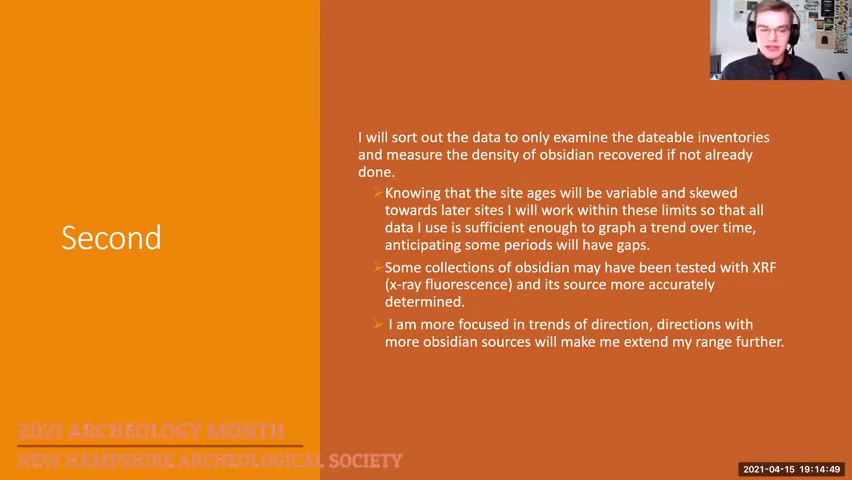 Second
I will sort out the data to only examine the dateable inventories
and measure the density of obsidian recovered if not already
done.
Knowing that the site ages will be variable and skewed
towards later sites I will work within these limits so that all
data I use is sufficient enough to graph a trend over time,
anticipating some periods will have gaps.
Some collections of obsidian may have been tested with XRF
(x-ray fluorescence) and its source more accurately
determined.
I am more focused in trends of direction, directions with
more obsidian sources will make me extend my range further.
2021 ARCHEOLOGY MONTH
NEW HAMPSHIRE ARCHEOLOGICAL SOCIETY
2021-04-15 19:14:49